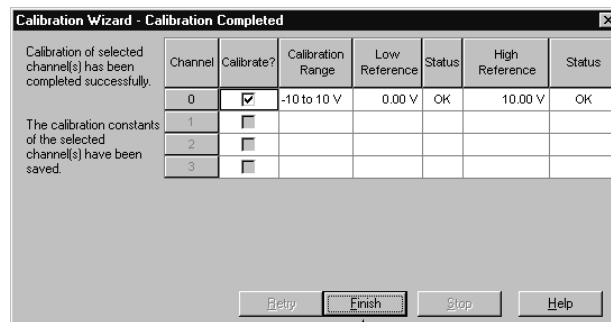 Calibration Wizard - Calibration Completed
Calibration of selected
channel(s) has been
completed successfully.
The calibration constants
of the selected
channel(s) have been
saved.
Channel Calibrate? Calibration Range Low Reference Status High Reference Status
0 -10 to 10 V 0.00 V OK 10.00 V OK
1
2
3
Retry Finish Stop Help